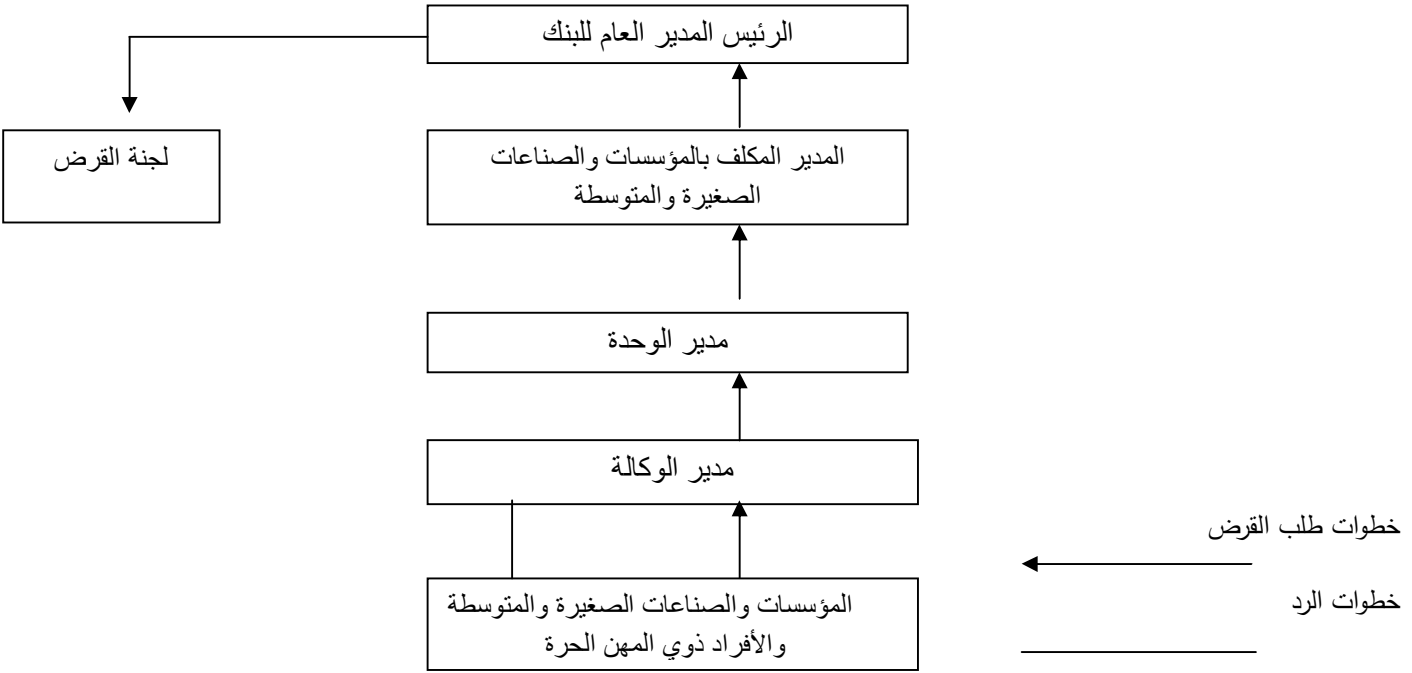 الرئيس المدير العام للبنك
لجنة القرض
المدير المكلف بالمؤسسات والصناعات
الصغيرة والمتوسطة
مدير الوحدة
مدير الوكالة
خطوات طلب القرض
المؤسسات والصناعات الصغيرة والمتوسطة
والأفراد ذوي المهن الحرة
خطوات الرد